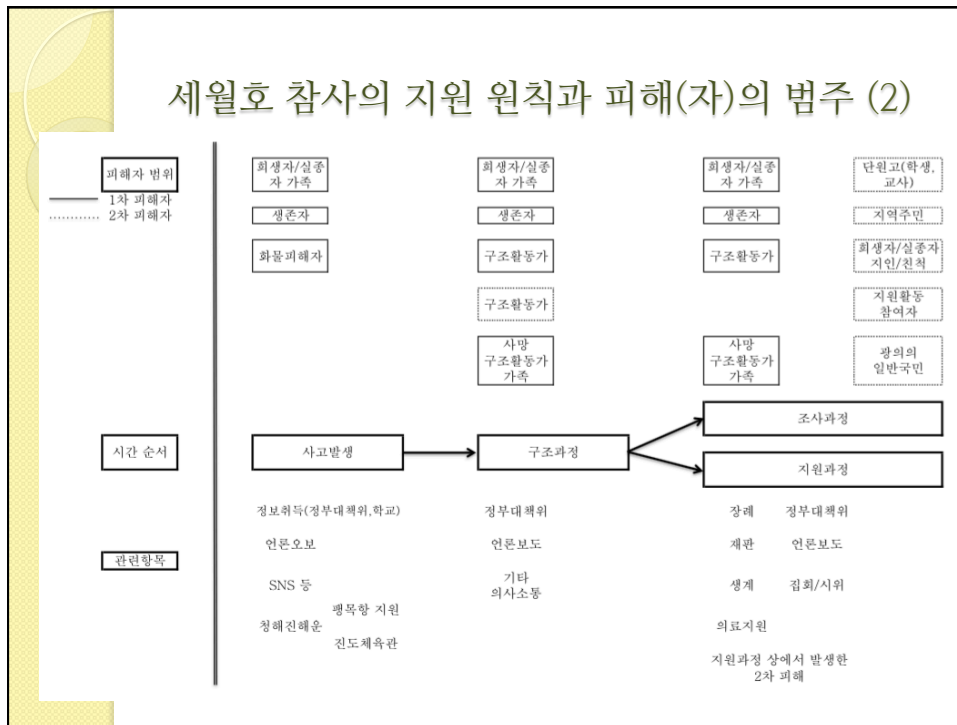 세월호 참사의 지원 원칙과 피해(자)의 범주 (2)
피해자 범위
1차 피해자
2차 피해자
희생자/실종
자 가족
생존자
화물피해자
희생자/실종
자 가족
생존자
구조활동가
구조활동가
사망
구조활동가
가족
희생자/실종
자 가족
생존자
구조활동가
사망
구조활동가
가족
단원고(학생,
교사)
지역주민
희생자/실종자
지인/친척
지원활동
참여자
광의의
일반국민
시간 순서
사고발생
구조과정
조사과정
지원과정
관련항목
정보취득(정부대책위,학교)
언론오보
SNS 등
팽목항 지원
청해진해운
진도체육관
정부대책위
언론보도
기타
의사소통
장례
정부대책위
재판
언론보도
생계
집회/시위
의료지원
지원과정 상에서 발생한
2차 피해